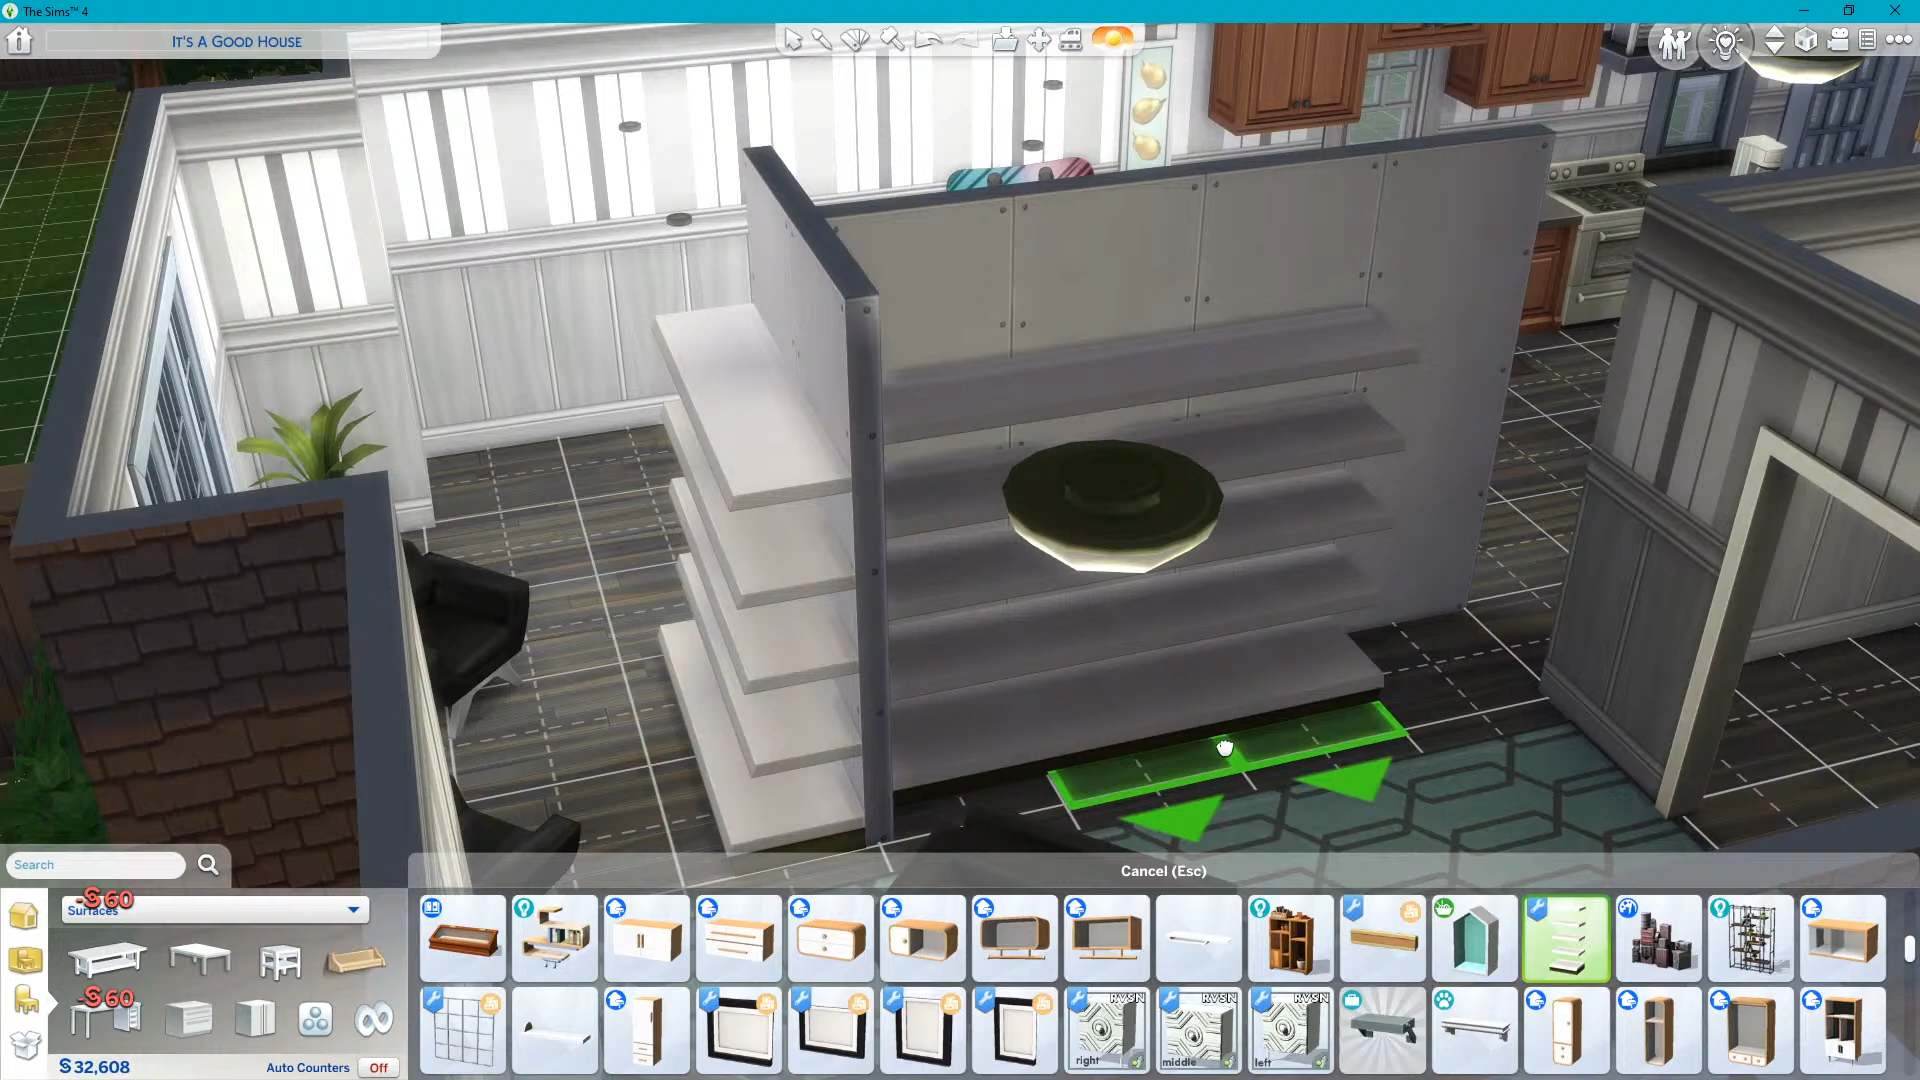 The Sims™ 4
IT'S A GOOD HOUSE
Cancel (Esc)
Search
-§60
Surfaces
-§60
§32,608
Auto Counters
Off
RVSN
right
RVSN
middle
RVSN
left